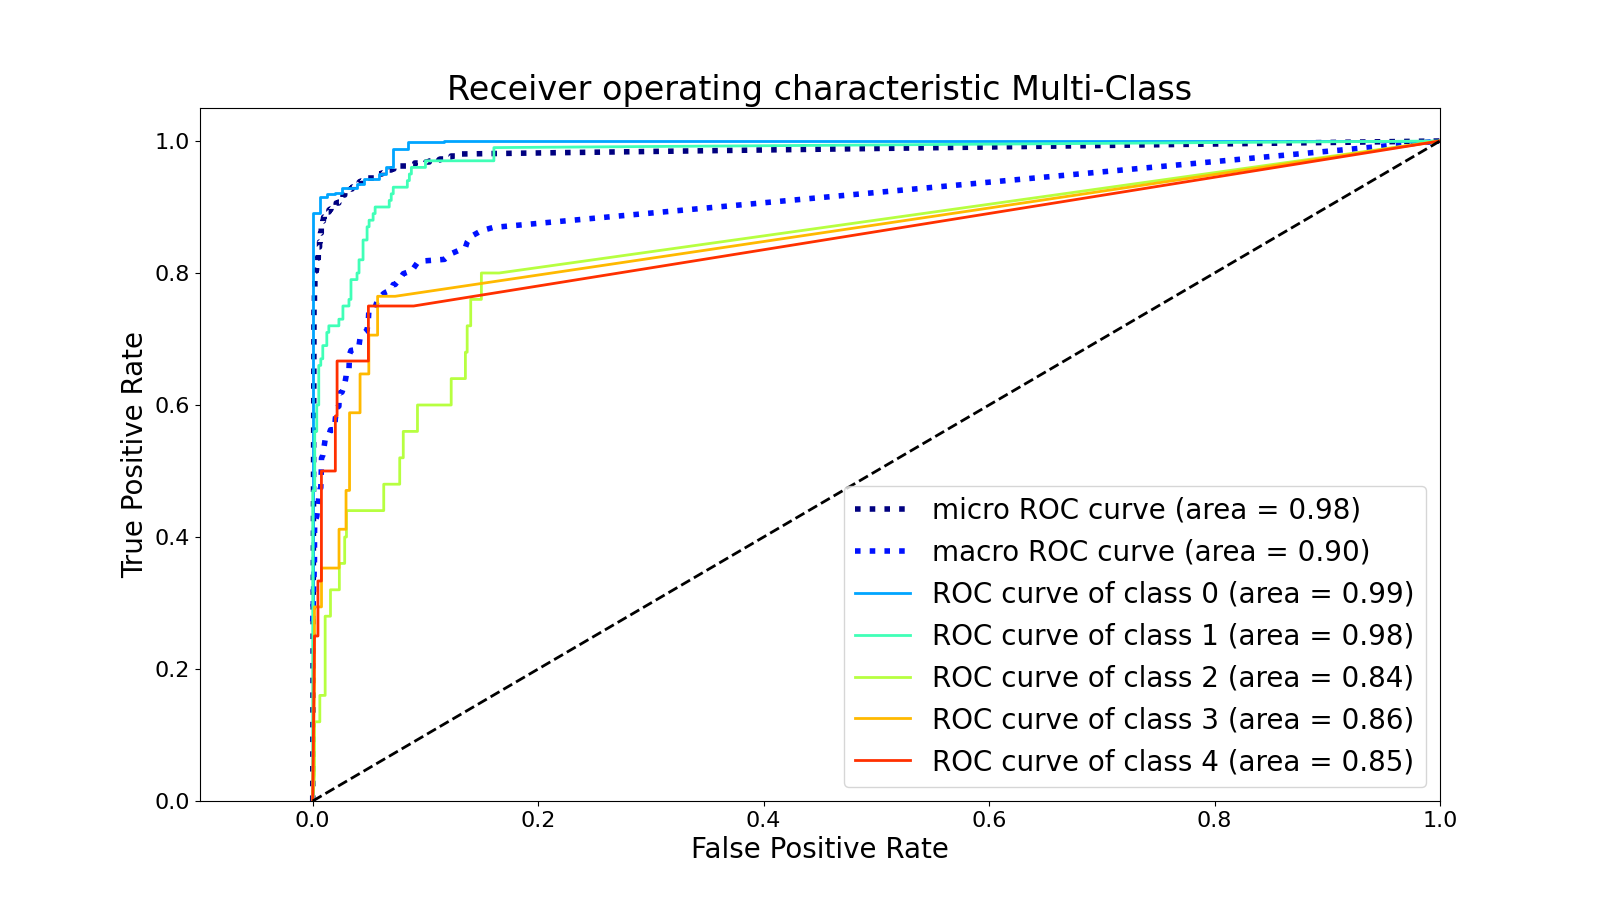 Receiver operating characteristic Multi-Class
1.0
0.8
0.6
0.4
0.2
0.0
True Positive Rate
micro ROC curve (area = 0.98)
macro ROC curve (area = 0.90)
ROC curve of class 0 (area = 0.99)
ROC curve of class 1 (area = 0.98)
ROC curve of class 2 (area = 0.84)
ROC curve of class 3 (area = 0.86)
ROC curve of class 4 (area = 0.85)
0.0 0.2 0.4 0.6 0.8 1.0
False Positive Rate